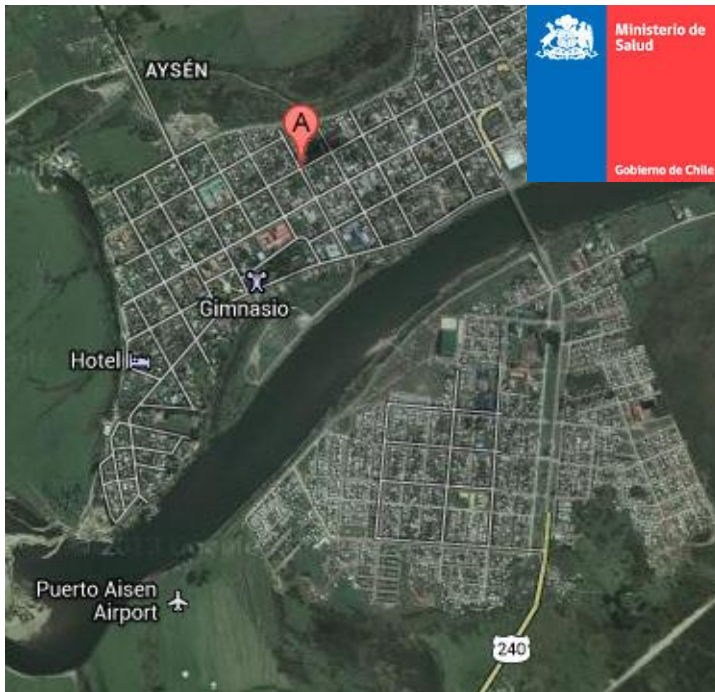 Ministerio de
Salud
Gobierno de Chile
AYSÉN
A
Gimnasio
Hotel
Puerto Aisen
Airport
240